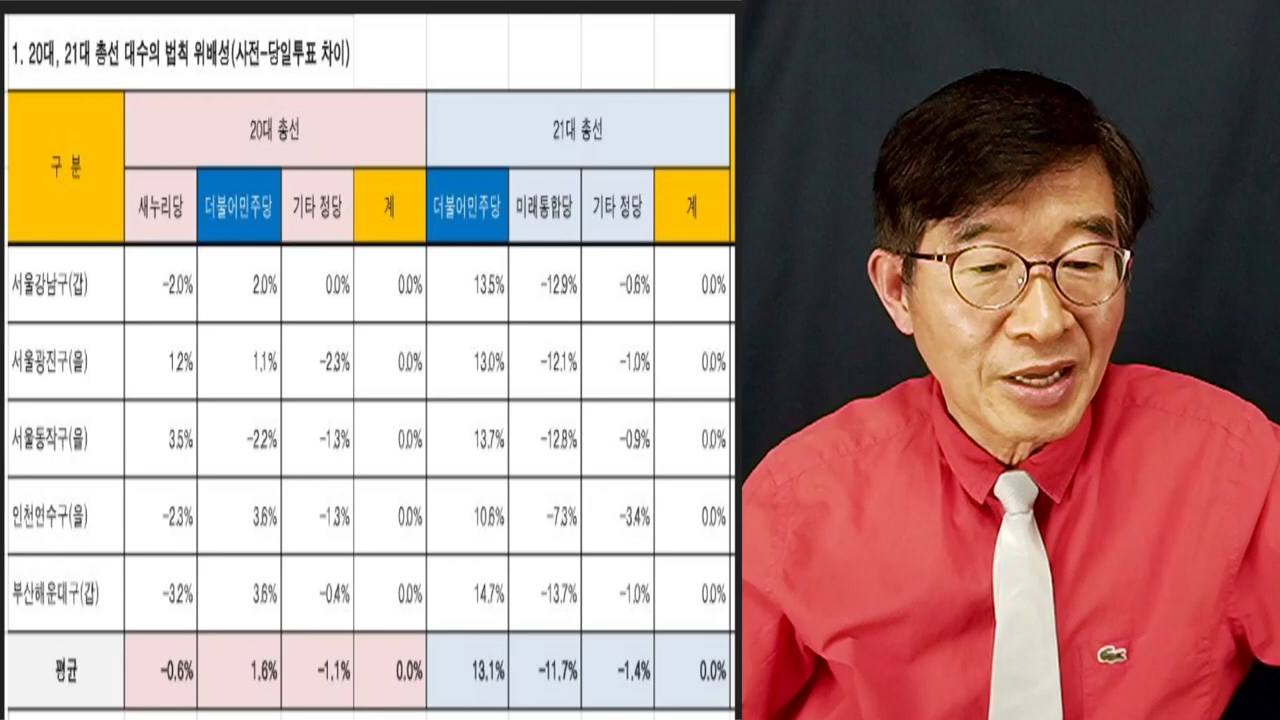 1. 20대, 21대 총선 대수의 법칙 위배성(사전-당일투표 차이)
구 분 20대 총선 21대 총선
새누리당 더불어민주당 기타 정당 계 더불어민주당 미래통합당 기타 정당 계
서울강남구(갑) -2.0% 2.0% 0.0% 0.0% 13.5% -12.9% -0.6% 0.0%
서울광진구(을) 1.2% 1.1% -2.3% 0.0% 13.0% -12.1% -1.0% 0.0%
서울동작구(을) 3.5% -2.2% -1.3% 0.0% 13.7% -12.8% -0.9% 0.0%
인천연수구(을) -2.3% 3.6% -1.3% 0.0% 10.6% -7.3% -3.4% 0.0%
부산해운대구(갑) -3.2% 3.6% -0.4% 0.0% 14.7% -13.7% -1.0% 0.0%
평균 -0.6% 1.6% -1.1% 0.0% 13.1% -11.7% -1.4% 0.0%